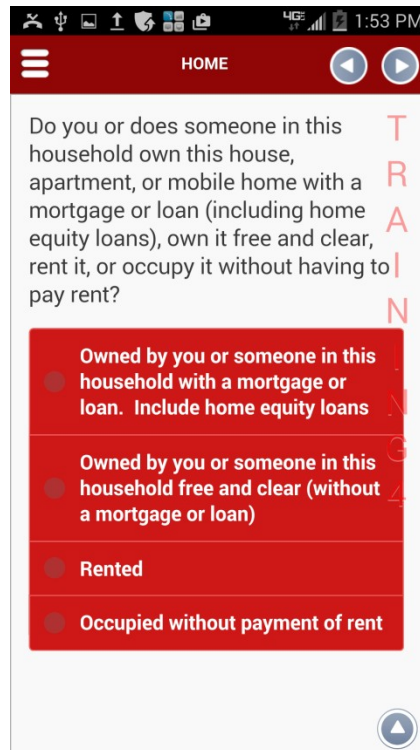 4GE 1:53 PM
HOME
Do you or does someone in this
household own this house,
apartment, or mobile home with a
mortgage or loan (including home
equity loans), own it free and clear,
rent it, or occupy it without having to
pay rent?
Owned by you or someone in this
household with a mortgage or
loan. Include home equity loans
Owned by you or someone in this
household free and clear (without
a mortgage or loan)
Rented
Occupied without payment of rent
TRAINING4